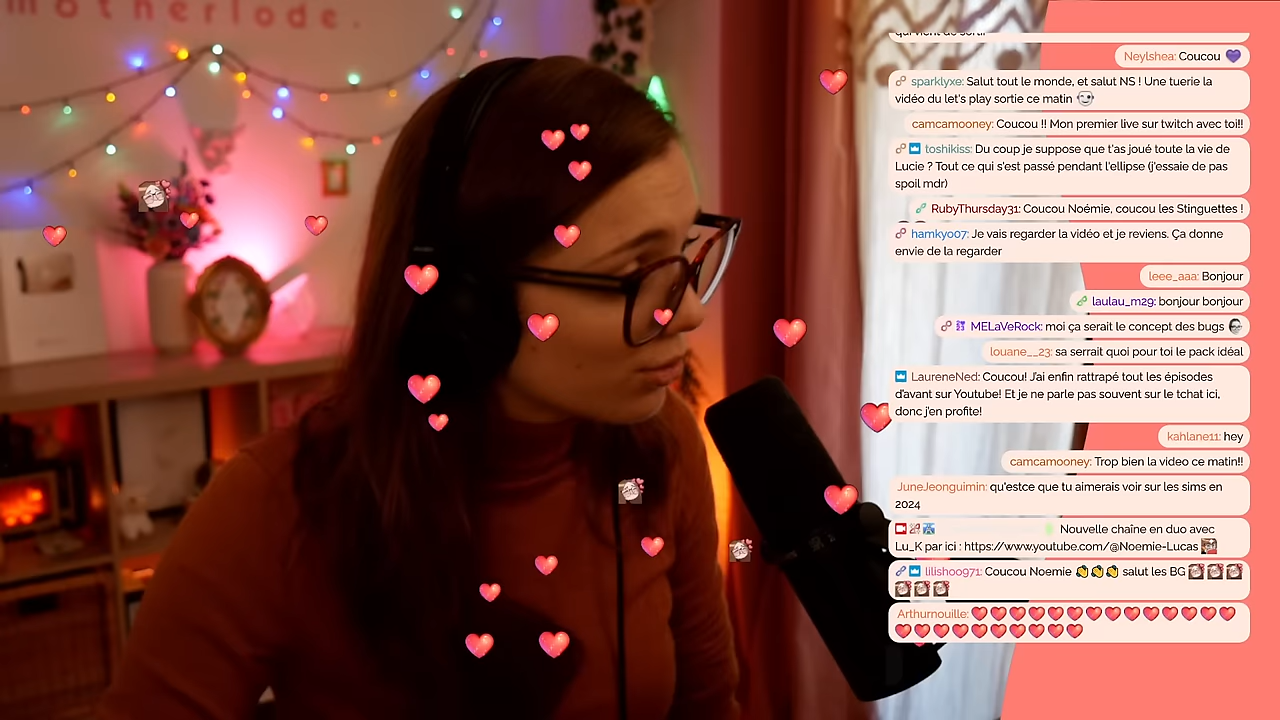 motherlode.
qui vient de sortir
Neylshea: Coucou 💜
sparklyxe: Salut tout le monde, et salut NS ! Une tuerie la
vidéo du let's play sortie ce matin
camcamooney: Coucou !! Mon premier live sur twitch avec toi!!
toshikiss: Du coup je suppose que t'as joué toute la vie de
Lucie ? Tout ce qui s'est passé pendant l'ellipse (j'essaie de pas
spoil mdr)
RubyThursday31: Coucou Noémie, coucou les Stinguettes !
hamkyo07: Je vais regarder la vidéo et je reviens. Ça donne
envie de la regarder
leee_aaa: Bonjour
laulau_m29: bonjour bonjour
MELaVeRock: moi ça serait le concept des bugs
louane__23: sa serrait quoi pour toi le pack idéal
LaureneNed: Coucou! J'ai enfin rattrapé tout les épisodes
d'avant sur Youtube! Et je ne parle pas souvent sur le tchat ici,
donc j'en profite!
kahlane11: hey
camcamooney: Trop bien la video ce matin!!
JuneJeonguimin: qu'estce que tu aimerais voir sur les sims en
2024
Nouvelle chaîne en duo avec
Lu_K par ici : https://www.youtube.com/@Noemie-Lucas
lilishoo971: Coucou Noemie 👏👏👏 salut les BG
Arthurnouille: ❤️❤️❤️❤️❤️❤️❤️❤️❤️❤️❤️❤️❤️❤️
❤️❤️❤️❤️❤️❤️❤️❤️❤️❤️